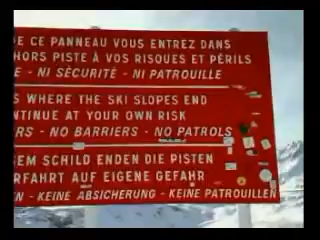 E CE PANNEAU VOUS ENTREZ DANS
HORS PISTE À VOS RISQUES ET PÉRILS
E - NI SÉCURITÉ - NI PATROUILLE
S WHERE THE SKI SLOPES END
NTINUE AT YOUR OWN RISK
RS - NO BARRIERS - NO PATROLS
EM SCHILD ENDEN DIE PISTEN
ERFAHRT AUF EIGENE GEFAHR
EN - KEINE ABSICHERUNG - KEINE PATROUILLEN